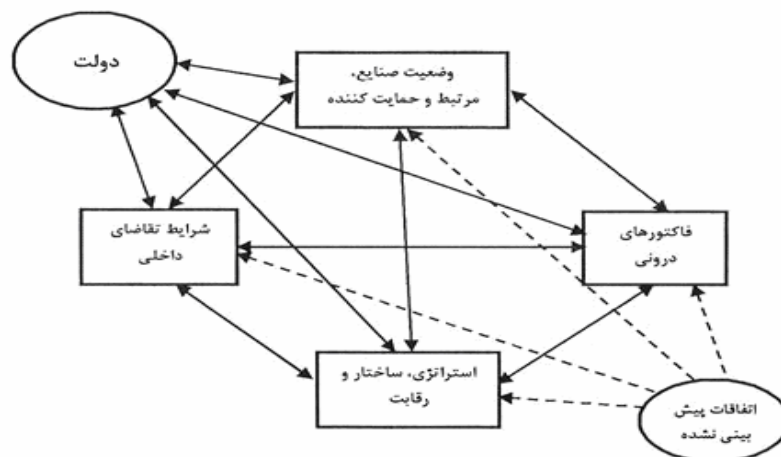 دولت
وضعیت صنایع،
مرتبط و حمایت کننده
شرایط تقاضای
داخلی
فاکتورهای
درونی
استراتژی، ساختار و
رقابت
اتفاقات پیش
بینی نشده